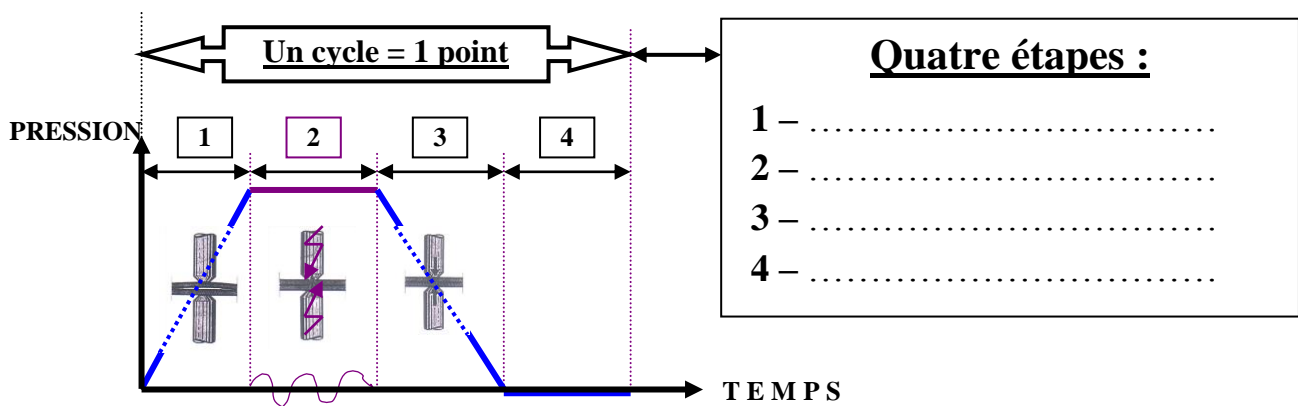 Un cycle = 1 point
PRESSION
1
2
3
4
T E M P S
Quatre étapes :
1 – ........................................
2 – ........................................
3 – ........................................
4 – ........................................